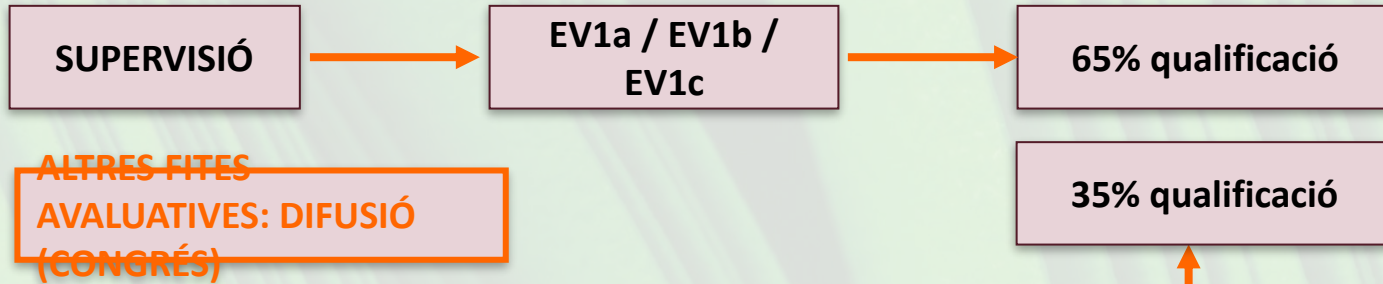 SUPERVISIÓ
EV1a / EV1b /
EV1c
65% qualificació
ALTRES FITES
AVALUATIVES: DIFUSIÓ
(CONGRÉS)
35% qualificació